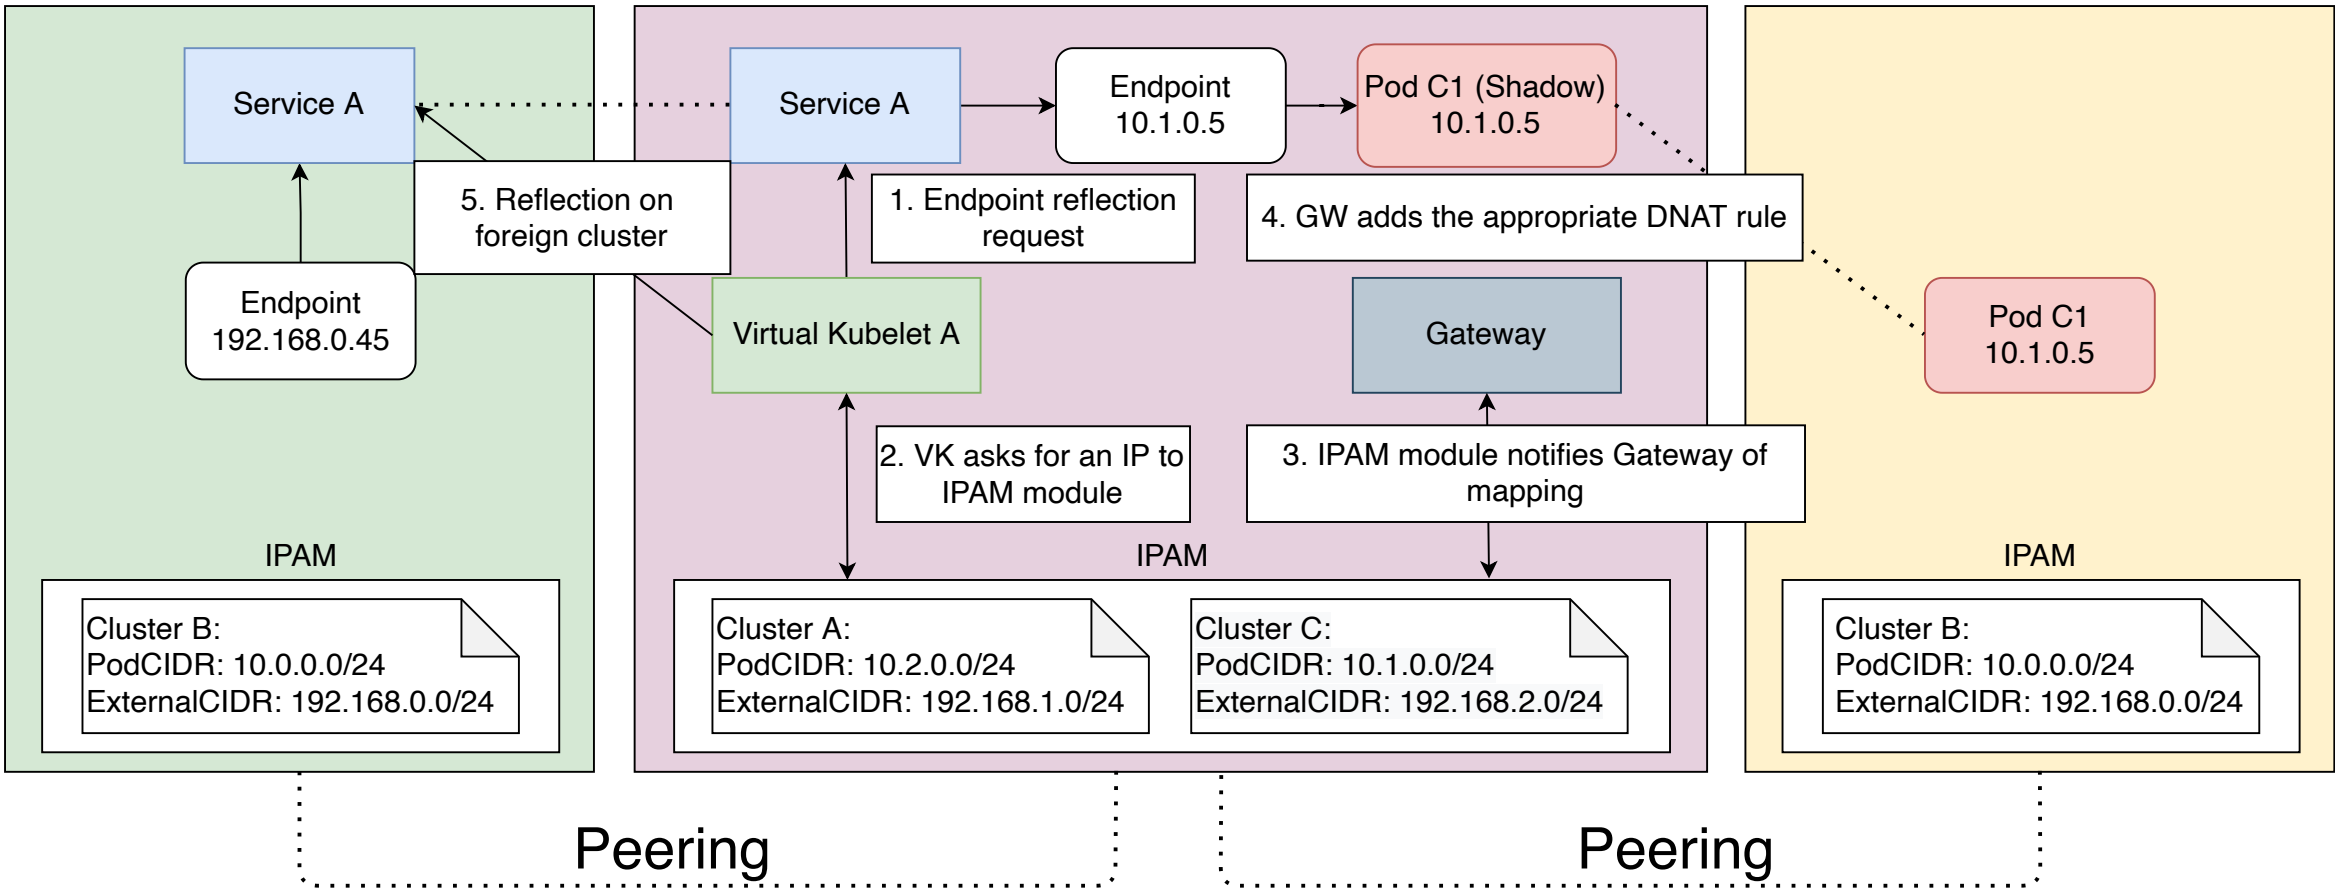 Service A
5. Reflection on
foreign cluster
Endpoint
192.168.0.45
IPAM
Cluster B:
PodCIDR: 10.0.0.0/24
ExternalCIDR: 192.168.0.0/24
Service A
Endpoint
10.1.0.5
Pod C1 (Shadow)
10.1.0.5
1. Endpoint reflection
request
4. GW adds the appropriate DNAT rule
Virtual Kubelet A
Gateway
2. VK asks for an IP to
IPAM module
3. IPAM module notifies Gateway of
mapping
IPAM
Cluster A:
PodCIDR: 10.2.0.0/24
ExternalCIDR: 192.168.1.0/24
Cluster C:
PodCIDR: 10.1.0.0/24
ExternalCIDR: 192.168.2.0/24
Pod C1
10.1.0.5
IPAM
Cluster B:
PodCIDR: 10.0.0.0/24
ExternalCIDR: 192.168.0.0/24
Peering
Peering